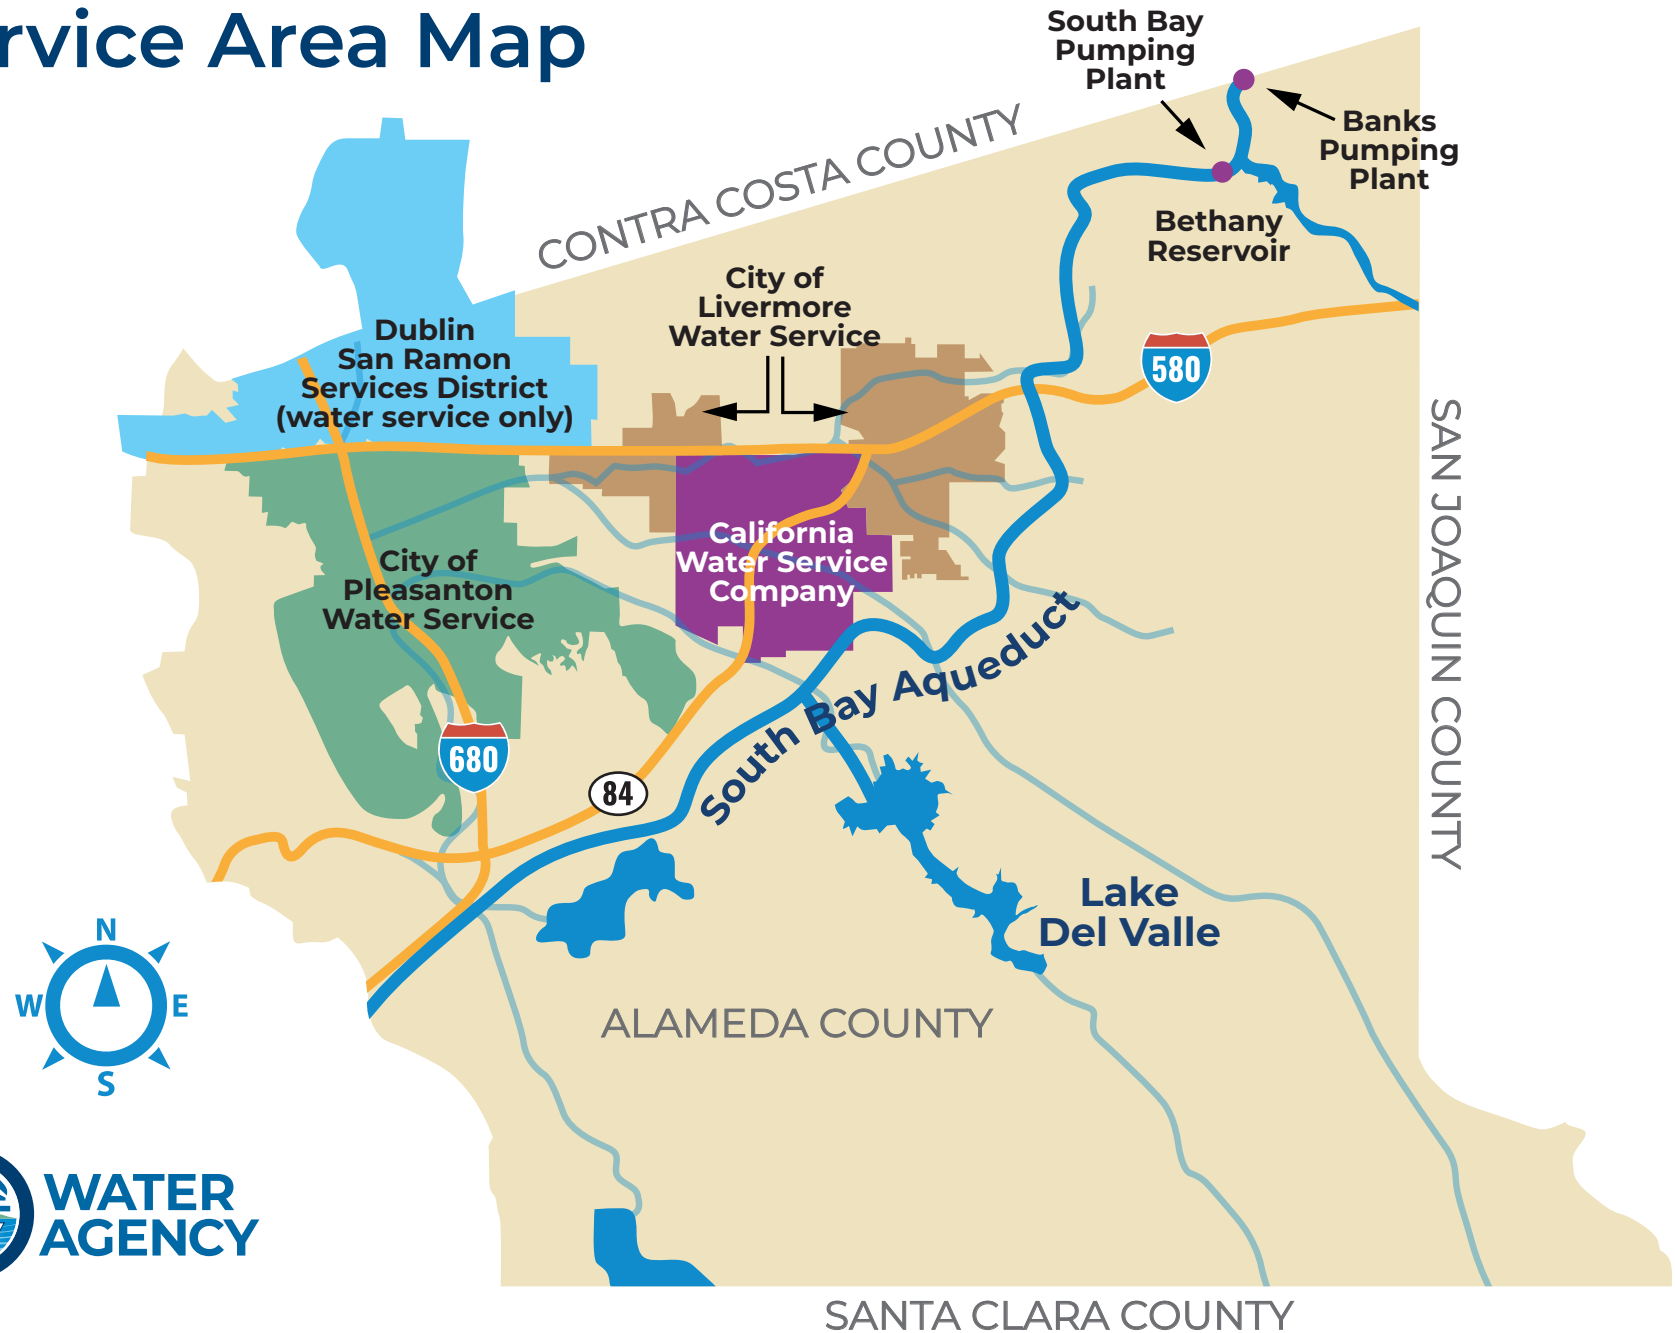 rvice Area Map
South Bay
Pumping
Plant
Banks
Pumping
Plant
CONTRA COSTA COUNTY
Bethany
Reservoir
City of
Livermore
Water Service
Dublin
San Ramon
Services District
(water service only)
580
SAN JOAQUIN COUNTY
California
Water Service
Company
City of
Pleasanton
Water Service
South Bay Aqueduct
680
84
Lake
Del Valle
N
W
E
S
ALAMEDA COUNTY
WATER
AGENCY
SANTA CLARA COUNTY